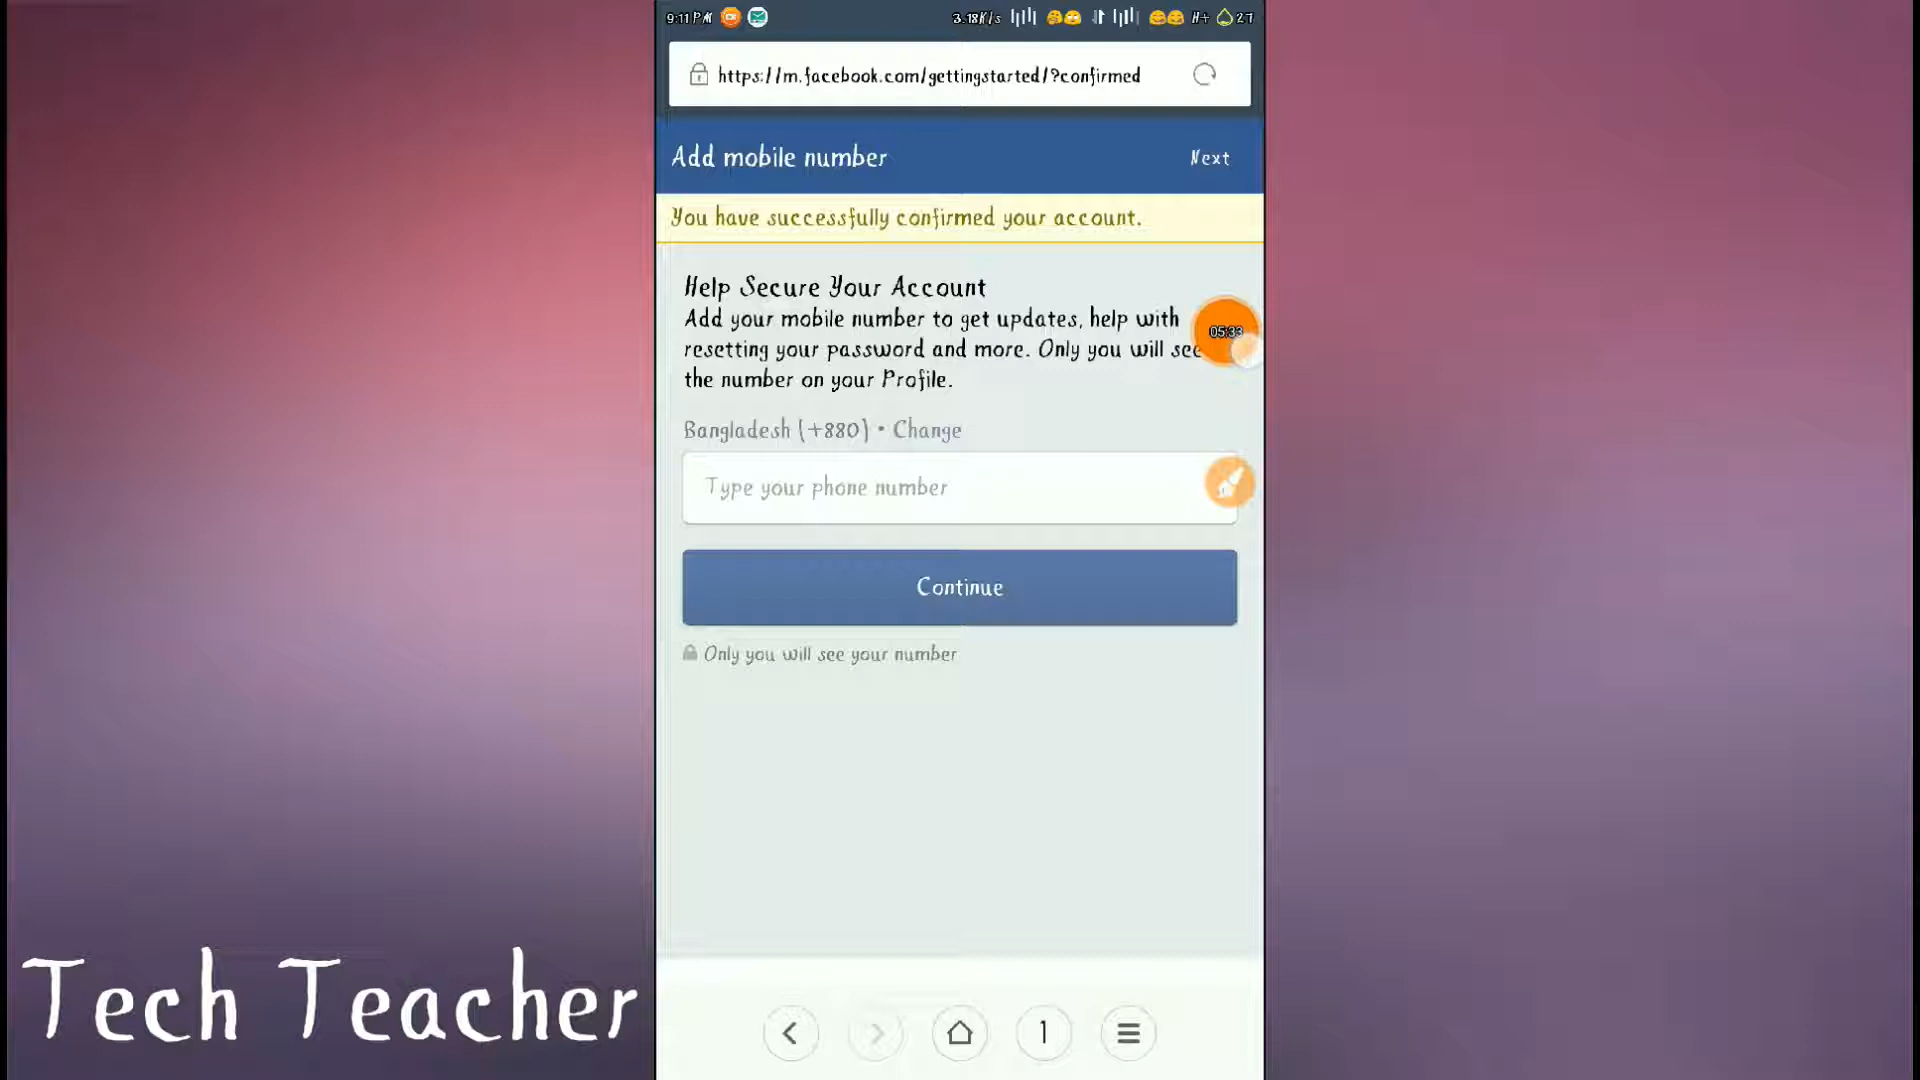 9:11 PM 3.18K/s H+ 27
https://m.facebook.com/gettingstarted/?confirmed
Add mobile number Next
You have successfully confirmed your account.
Help Secure Your Account
Add your mobile number to get updates, help with
resetting your password and more. Only you will see
the number on your Profile.
05:33
Bangladesh (+880) • Change
Type your phone number
Continue
Only you will see your number
Tech Teacher
1